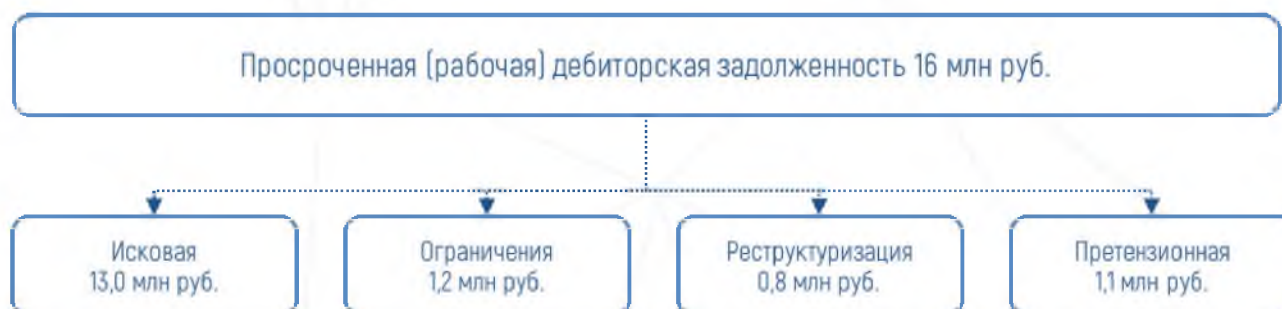 Просроченная (рабочая) дебиторская задолженность 16 млн руб.
Исковая
13,0 млн руб.
Ограничения
1,2 млн руб.
Реструктуризация
0,8 млн руб.
Претензионная
1,1 млн руб.